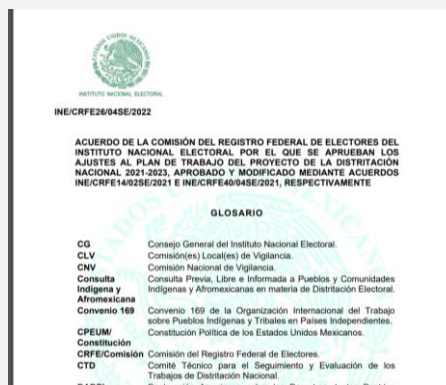 ESTADOS UNIDOS MEXICANOS
INSTITUTO NACIONAL ELECTORAL
INE/CRFE26/04SE/2022
ACUERDO DE LA COMISIÓN DEL REGISTRO FEDERAL DE ELECTORES DEL
INSTITUTO NACIONAL ELECTORAL POR EL QUE SE APRUEBAN LOS
AJUSTES AL PLAN DE TRABAJO DEL PROYECTO DE LA DISTRITACIÓN
NACIONAL 2021-2023, APROBADO Y MODIFICADO MEDIANTE ACUERDOS
INE/CRFE14/02SE/2021 E INE/CRFE40/04SE/2021, RESPECTIVAMENTE
GLOSARIO
CG Consejo General del Instituto Nacional Electoral.
CLV Comisión(es) Local(es) de Vigilancia.
CNV Comisión Nacional de Vigilancia.
Consulta Consulta Previa, Libre e Informada a Pueblos y Comunidades
Indígena y Indígenas y Afromexicanas en materia de Distritación Electoral.
Afromexicana
Convenio 169 Convenio 169 de la Organización Internacional del Trabajo
sobre Pueblos Indígenas y Tribales en Países Independientes.
CPEUM/ Constitución Política de los Estados Unidos Mexicanos.
Constitución
CRFE/Comisión Comisión del Registro Federal de Electores.
CTD Comité Técnico para el Seguimiento y Evaluación de los
Trabajos de Distritación Nacional.